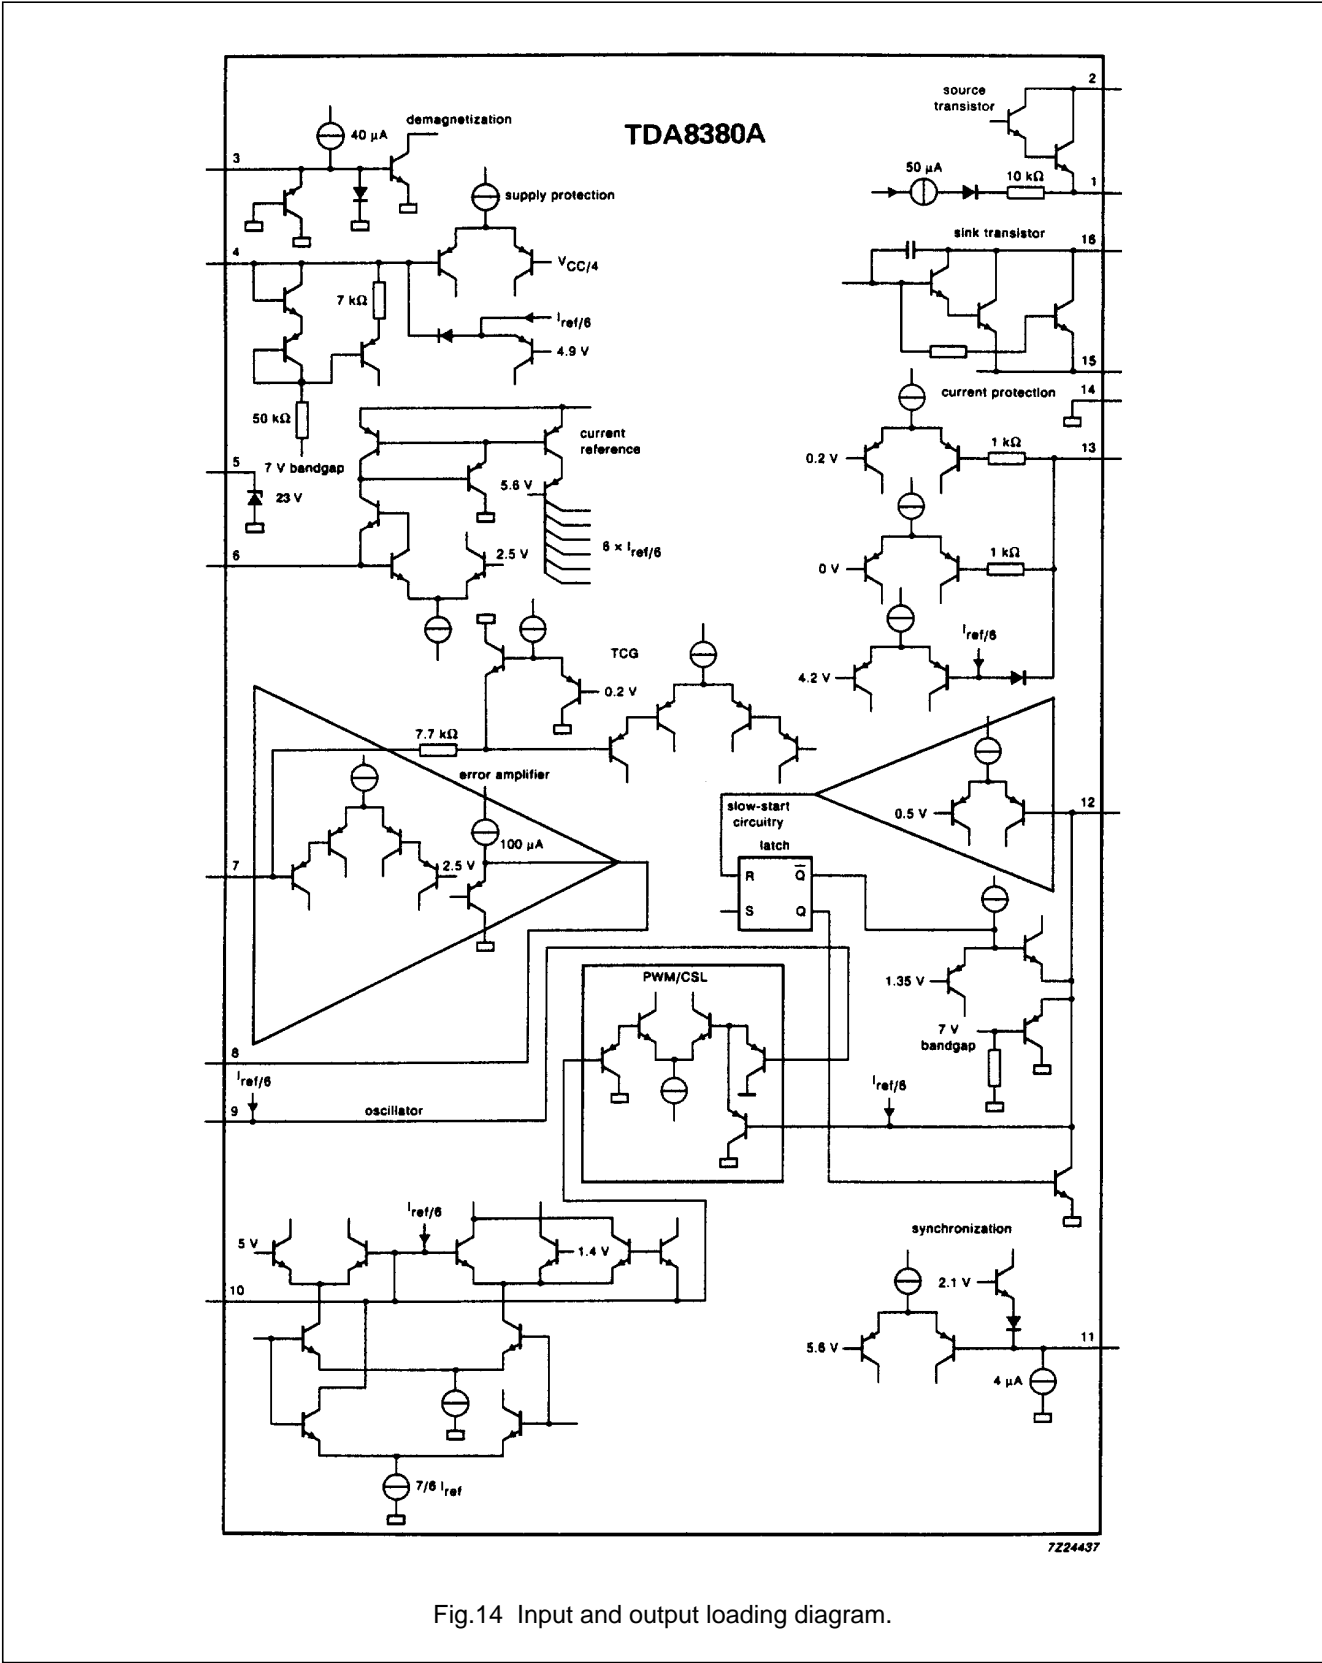 TDA8380A
2
source
transistor
40 µA
demagnetization
3
50 µA
10 kΩ
1
supply protection
sink transistor
16
4
VCC/4
7 kΩ
Iref/6
4.9 V
15
current protection
14
50 kΩ
current
reference
1 kΩ
13
0.2 V
5
7 V bandgap
23 V
5.6 V
6 x Iref/6
6
2.5 V
1 kΩ
0 V
Iref/6
TCG
4.2 V
0.2 V
7.7 kΩ
error amplifier
slow-start
circuitry
0.5 V
12
100 µA
latch
7
2.5 V
R
Q
S
Q
PWM/CSL
1.35 V
7 V
bandgap
8
Iref/6
Iref/6
9
oscillator
Iref/6
synchronization
5 V
1.4 V
2.1 V
10
5.6 V
11
4 µA
7/6 Iref
7Z24437
Fig.14 Input and output loading diagram.